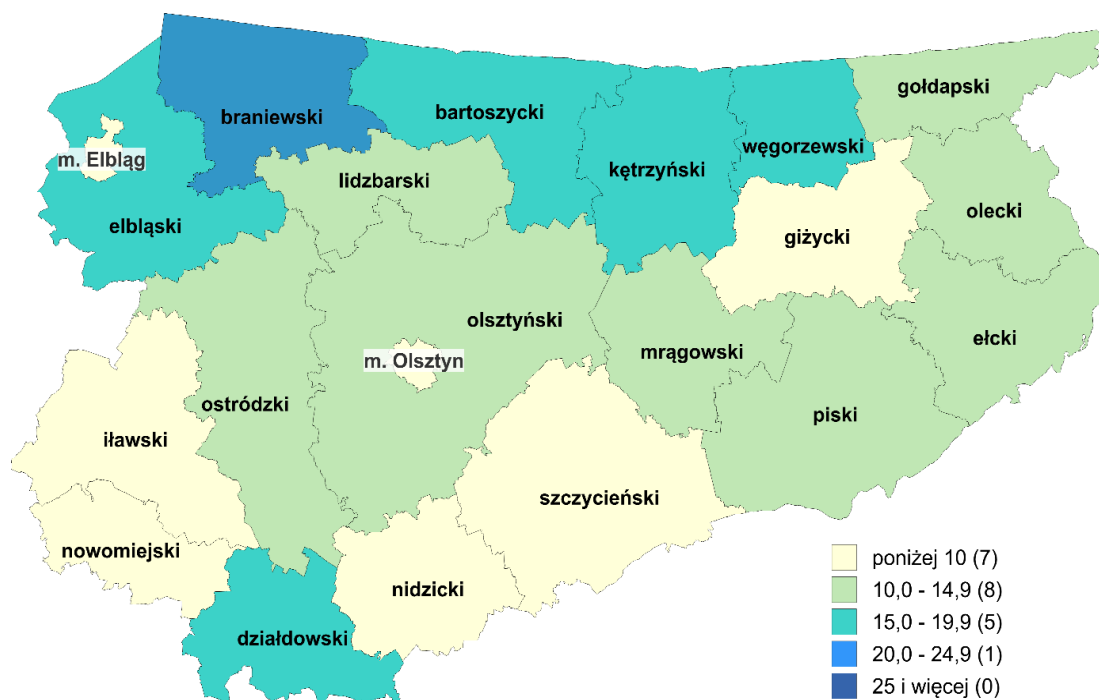 gołdapski
braniewski
bartoszycki
węgorzewski
m. Elbląg
kętrzyński
lidzbarski
olecki
elbląski
giżycki
olsztyński
ełcki
mrągowski
m. Olsztyn
ostródzki
piski
iławski
szczycieński
nowomiejski
nidzicki
działdowski
poniżej 10 (7)
10,0 - 14,9 (8)
15,0 - 19,9 (5)
20,0 - 24,9 (1)
25 i więcej (0)